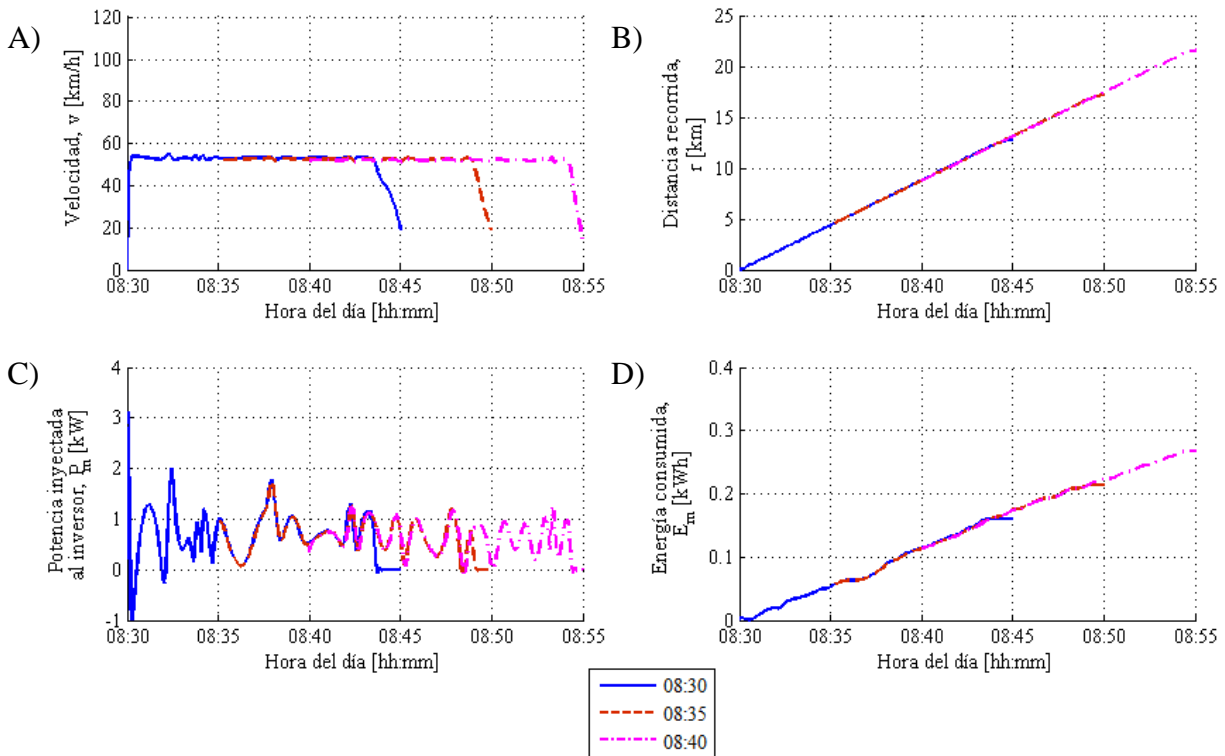 A)
Velocidad, v [km/h]
120
100
80
60
40
20
0
08:30 08:35 08:40 08:45 08:50 08:55
Hora del día [hh:mm]
B)
Distancia recorrida,
r [km]
25
20
15
10
5
0
08:30 08:35 08:40 08:45 08:50 08:55
Hora del día [hh:mm]
C)
Potencia inyectada
al inversor, P_m [kW]
4
3
2
1
0
-1
08:30 08:35 08:40 08:45 08:50 08:55
Hora del día [hh:mm]
D)
Energía consumida,
E_m [kWh]
0.4
0.3
0.2
0.1
0
08:30 08:35 08:40 08:45 08:50 08:55
Hora del día [hh:mm]
08:30
08:35
08:40